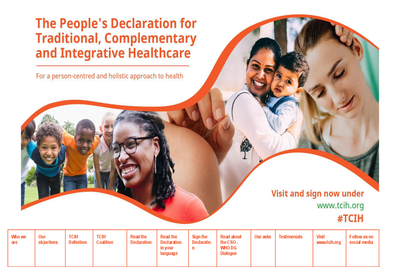 The People's Declaration for
Traditional, Complementary
and Integrative Healthcare
For a person-centred and holistic approach to health
Visit and sign now under
www.tcih.org
#TCIH
Who we
are
Our
objectives
TCIH
Definition
TCIH
Coalition
Read the
Declaration
Read the
Declaration
in your
language
Sign the
Declaratio
n
Read about
the CSO -
WHO DG
Dialogue
Our asks
Testimonials
Visit
www.tcih.org
Follow us on
social media